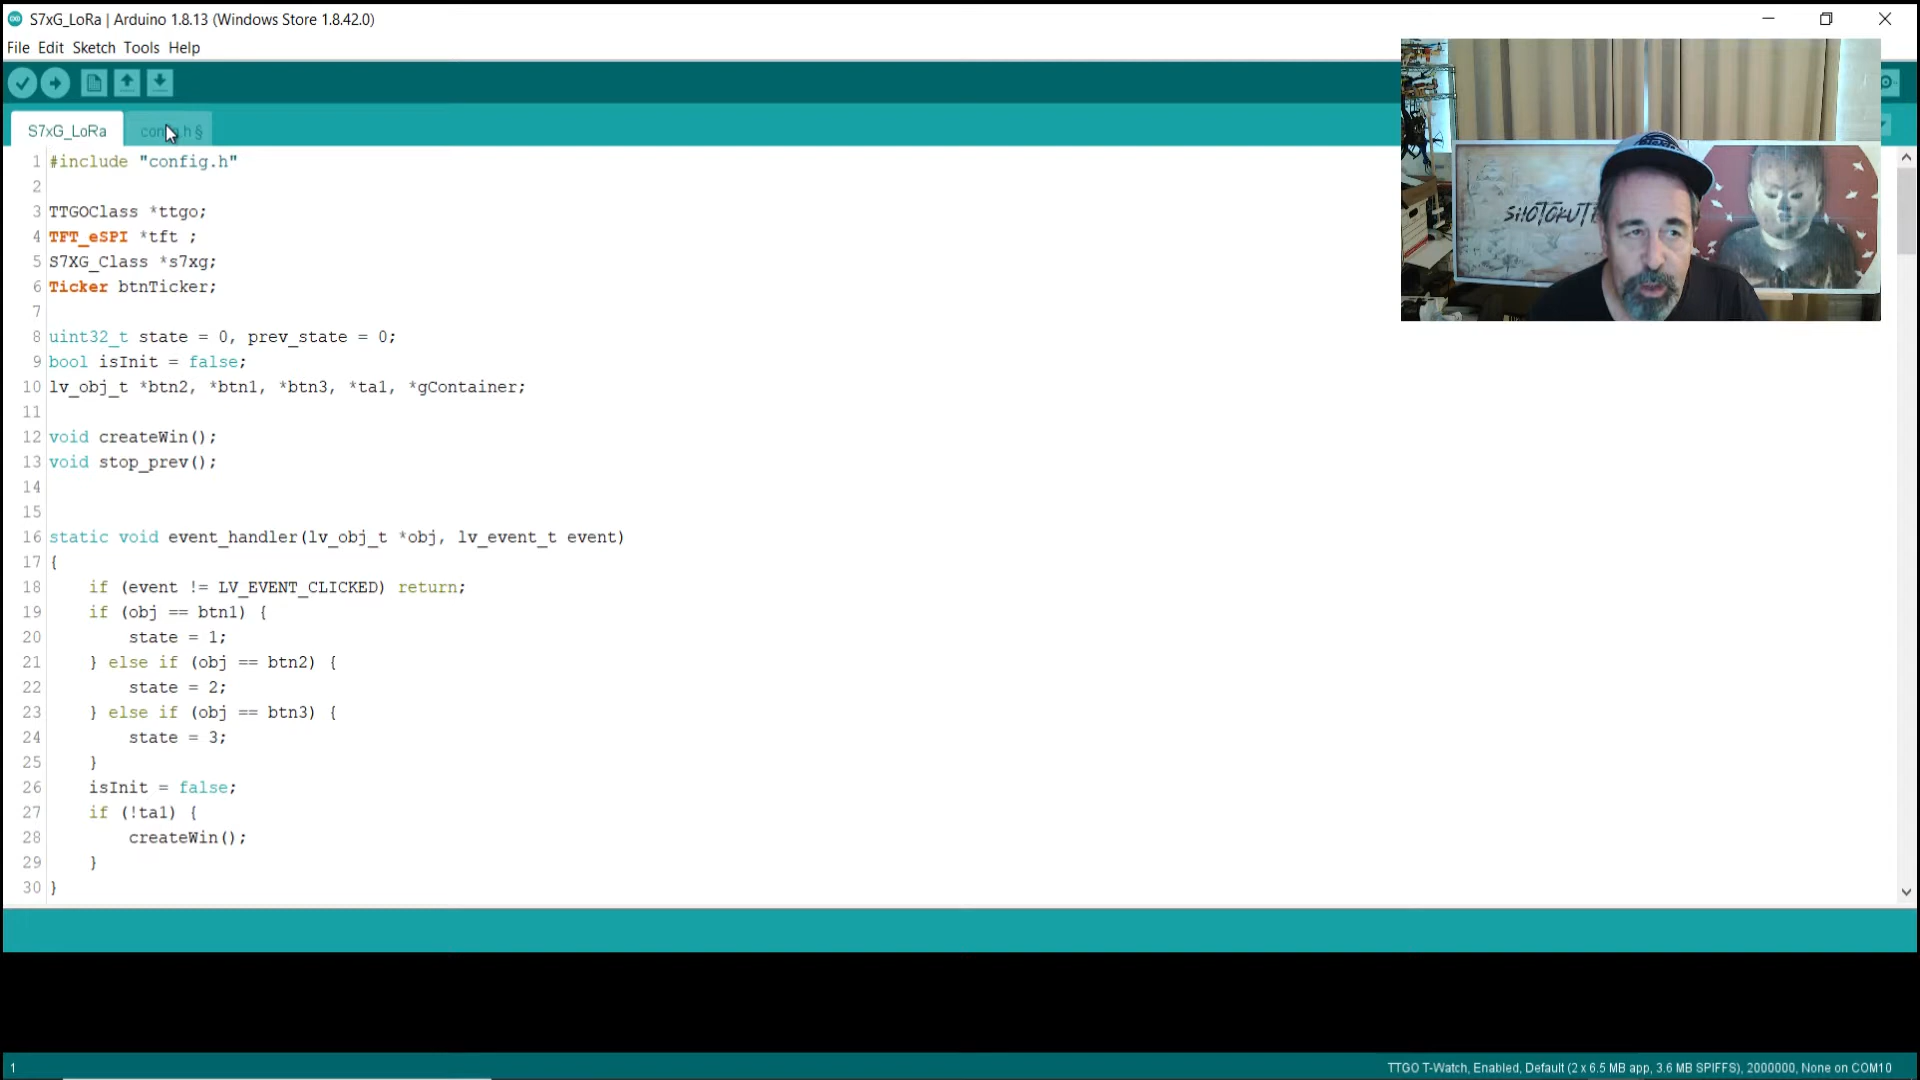 S7xG_LoRa | Arduino 1.8.13 (Windows Store 1.8.42.0)
File Edit Sketch Tools Help
S7xG_LoRa
1 #include "config.h"
2
3 TTGOClass *ttgo;
4 TFT_eSPI *tft ;
5 S7XG_Class *s7xg;
6 Ticker btnTicker;
7
8 uint32_t state = 0, prev_state = 0;
9 bool isInit = false;
10 lv_obj_t *btn2, *btn1, *btn3, *ta1, *gContainer;
11
12 void createWin();
13 void stop_prev();
14
15
16 static void event_handler(lv_obj_t *obj, lv_event_t event)
17 {
18 if (event != LV_EVENT_CLICKED) return;
19 if (obj == btn1) {
20 state = 1;
21 } else if (obj == btn2) {
22 state = 2;
23 } else if (obj == btn3) {
24 state = 3;
25 }
26 isInit = false;
27 if (!ta1) {
28 createWin();
29 }
30 }
1
TTGO T-Watch, Enabled, Default (2 x 6.5 MB app, 3.6 MB SPIFFS), 2000000, None on COM10